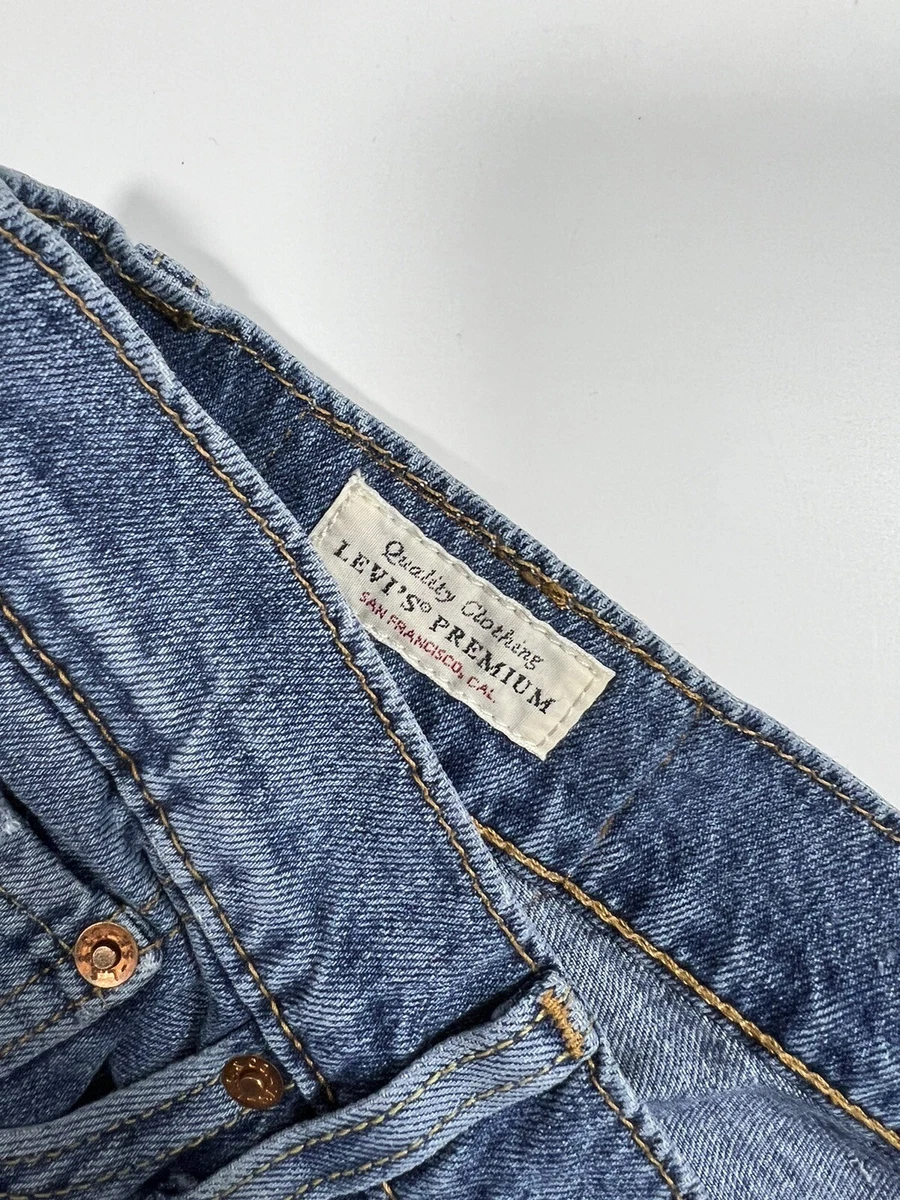 Quality Clothing
LEVI'S® PREMIUM
SAN FRANCISCO, CAL.